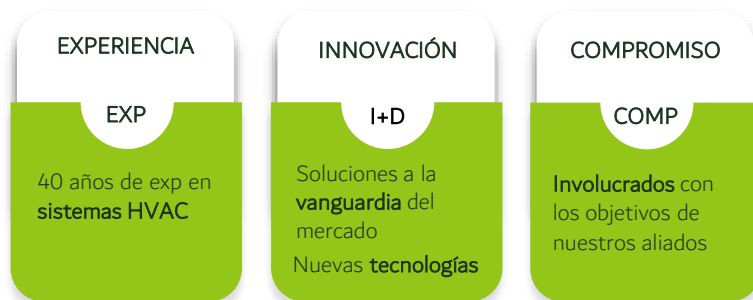 EXPERIENCIA
EXP
40 años de exp en
sistemas HVAC
INNOVACIÓN
I+D
Soluciones a la
vanguardia del
mercado
Nuevas tecnologías
COMPROMISO
COMP
Involucrados con
los objetivos de
nuestros aliados